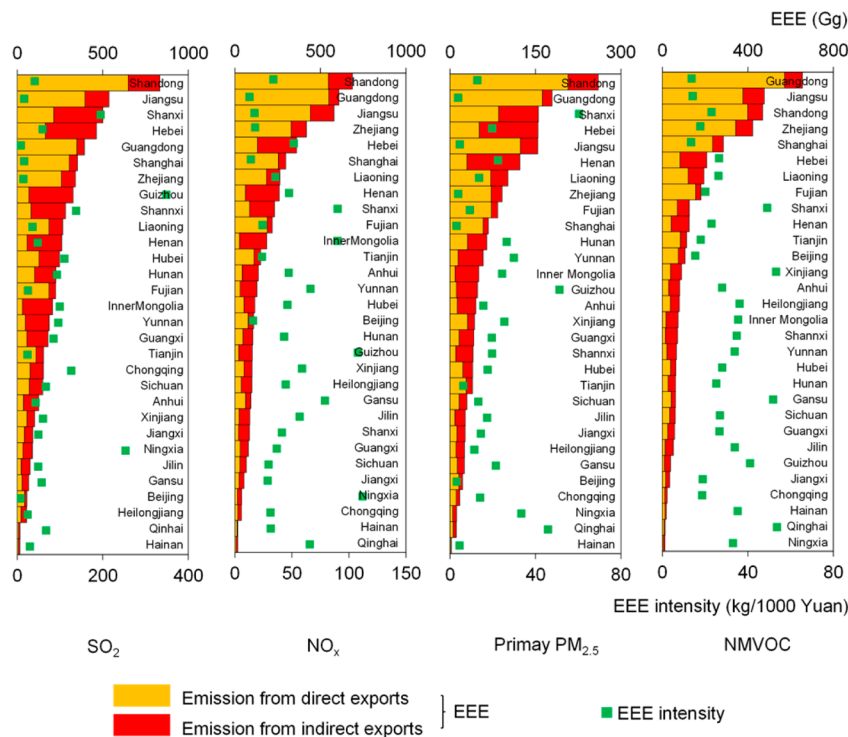 EEE (Gg)
0 500 1000 0 500 1000 0 150 300 0 400 800
Shandong Shandong Shandong Guangdong
Jiangsu Guangdong Guangdong Jiangsu
Shanxi Jiangsu Shanxi Shandong
Hebei Zhejiang Hebei Zhejiang
Guangdong Hebei Jiangsu Shanghai
Shanghai Shanghai Henan Hebei
Zhejiang Liaoning Liaoning Liaoning
Guizhou Henan Zhejiang Fujian
Shannxi Shanxi Fujian Shanxi
Liaoning Fujian Shanghai Henan
Henan InnerMongolia Hunan Tianjin
Hubei Tianjin Yunnan Beijing
Hunan Anhui Inner Mongolia Xinjiang
Fujian Yunnan Guizhou Anhui
InnerMongolia Hubei Anhui Heilongjiang
Yunnan Beijing Xinjiang Inner Mongolia
Guangxi Hunan Guangxi Shannxi
Tianjin Guizhou Shannxi Yunnan
Chongqing Xinjiang Hubei Hubei
Sichuan Heilongjiang Tianjin Hunan
Anhui Gansu Sichuan Gansu
Xinjiang Jilin Jilin Sichuan
Jiangxi Shanxi Jiangxi Guangxi
Ningxia Guangxi Heilongjiang Jilin
Jilin Sichuan Gansu Guizhou
Gansu Jiangxi Beijing Jiangxi
Beijing Ningxia Chongqing Chongqing
Heilongjiang Chongqing Ningxia Hainan
Qinhai Hainan Qinghai Qinghai
Hainan Qinghai Hainan Ningxia
0 200 400 0 50 100 150 0 40 80 0 20 40 60 80
EEE intensity (kg/1000 Yuan)
SO2 NOx Primay PM2.5 NMVOC
Emission from direct exports
EEE
EEE intensity
Emission from indirect exports